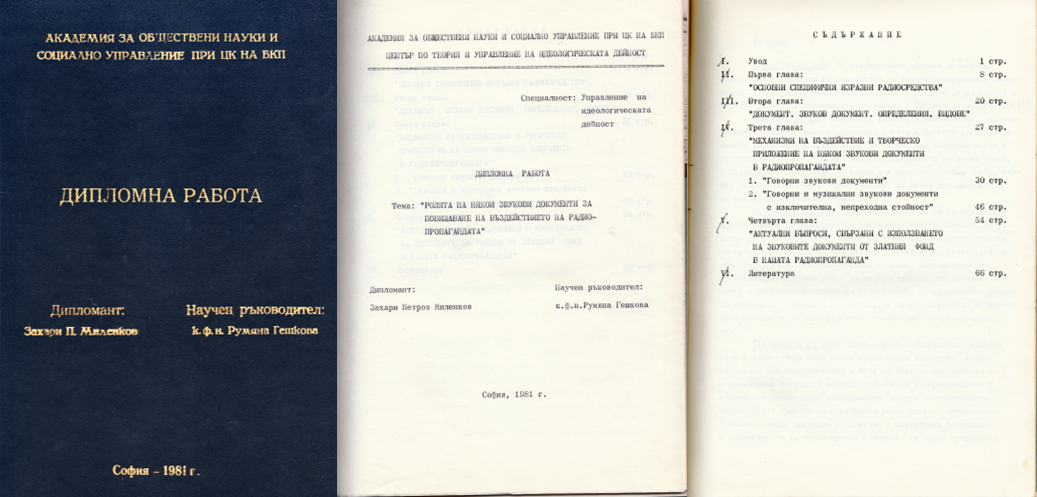 АКАДЕМИЯ ЗА ОБЩЕСТВЕНИ НАУКИ И
СОЦИАЛНО УПРАВЛЕНИЕ ПРИ ЦК НА БКП
ДИПЛОМНА РАБОТА
Дипломант:
Захари П. Миленков
Научен ръководител:
к.ф.н. Румяна Гешкова
София – 1981 г.
АКАДЕМИЯ ЗА ОБЩЕСТВЕНИ НАУКИ И СОЦИАЛНО УПРАВЛЕНИЕ ПРИ ЦК НА БКП
ЦЕНТЪР ПО ТЕОРИЯ И УПРАВЛЕНИЕ НА ИДЕОЛОГИЧЕСКАТА ДЕЙНОСТ
Специалност: Управление на
идеологическата
дейност
ДИПЛОМНА РАБОТА
Тема: "РОЛЯТА НА НЯКОИ ЗВУКОВИ ДОКУМЕНТИ ЗА
ПОВИШАВАНЕ НА ВЪЗДЕЙСТВИЕТО НА РАДИО-
ПРОПАГАНДАТА"
Дипломант:
Захари Петров Миленков
Научен ръководител:
к.ф.н. Румяна Гешкова
София, 1981 г.
СЪДЪРЖАНИЕ
I. Увод 1 стр.
II. Първа глава: 8 стр.
"ОСНОВНИ СПЕЦИФИЧНИ ИЗРАЗНИ РАДИОСРЕДСТВА"
III. Втора глава: 20 стр.
"ДОКУМЕНТ. ЗВУКОВ ДОКУМЕНТ. ОПРЕДЕЛЕНИЯ. ВИДОВЕ"
IV. Трета глава: 27 стр.
"МЕХАНИЗМИ НА ВЪЗДЕЙСТВИЕ И ТВОРЧЕСКО
ПРИЛОЖЕНИЕ НА НЯКОИ ЗВУКОВИ ДОКУМЕНТИ
В РАДИОПРОПАГАНДАТА"
1. "Говорни звукови документи" 30 стр.
2. "Говорни и музикални звукови документи
с изключителна, непреходна стойност" 46 стр.
V. Четвърта глава: 54 стр.
"АКТУАЛНИ ВЪПРОСИ, СВЪРЗАНИ С ИЗПОЛЗВАНЕТО
НА ЗВУКОВИТЕ ДОКУМЕНТИ ОТ ЗЛАТНИЯ ФОНД
В НАШАТА РАДИОПРОПАГАНДА"
VI. Литература 66 стр.